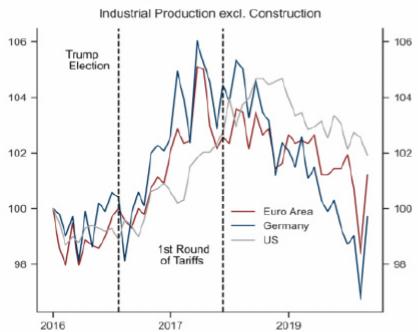 Industrial Production excl. Construction
106
106
Trump
Election
104
104
102
102
100
100
Euro Area
Germany
US
1st Round
of Tariffs
98
98
2016
2017
2019